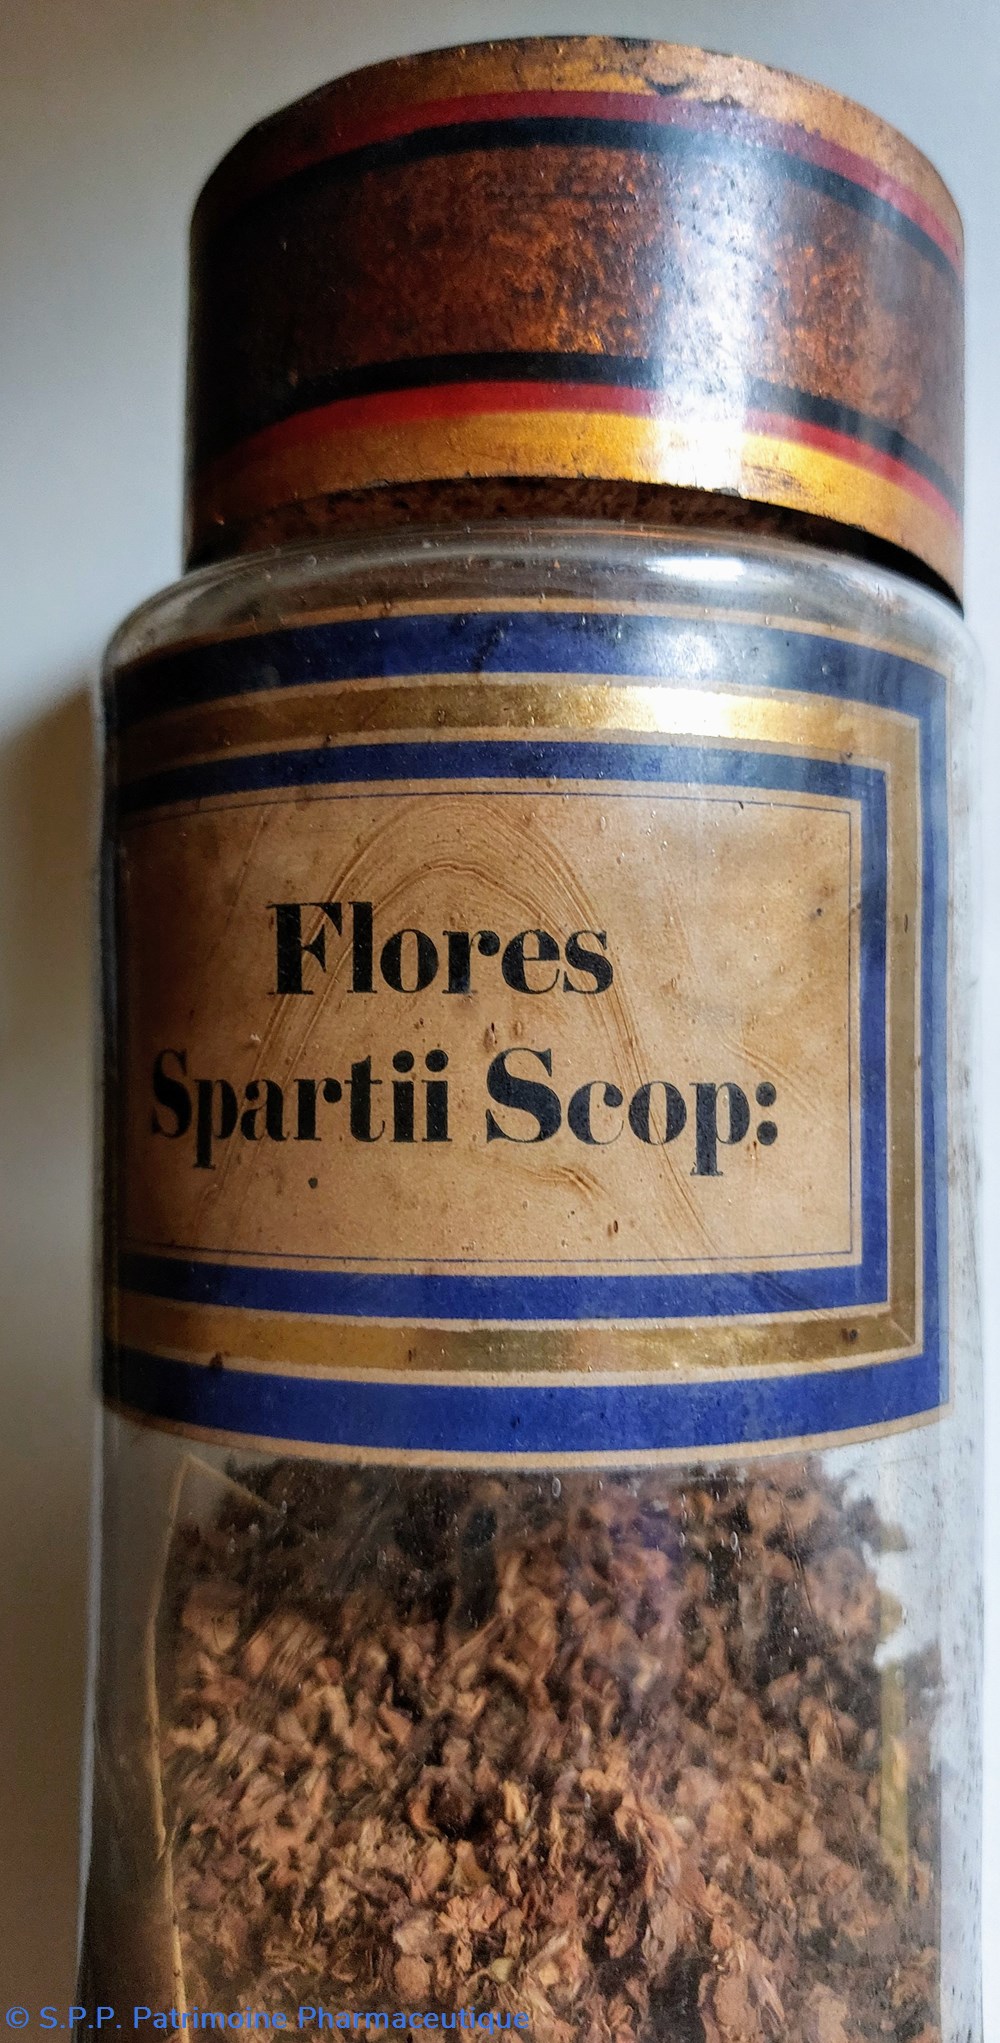 Flores
Spartii Scop:
© S.P.P. Patrimoine Pharmaceutique